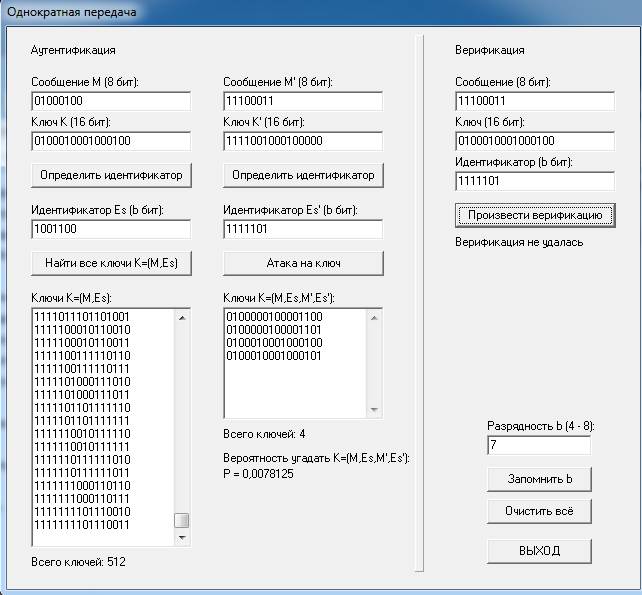 Однократная передача
Аутентификация
Сообщение M (8 бит):
01000100
Ключ K (16 бит):
0100010001000100
Определить идентификатор
Идентификатор Es (b бит):
1001100
Найти все ключи K=(M,Es)
Ключи K=(M,Es):
1111011101101001
1111100010110010
1111100010110011
1111100111110110
1111100111110111
1111101000111010
1111101000111011
1111101101111110
1111101101111111
1111110010111110
1111110010111111
1111110111111010
1111110111111011
1111111000110110
1111111000110111
1111111101110010
1111111101110011
Всего ключей: 512
Сообщение M' (8 бит):
11100011
Ключ K' (16 бит):
1111001000100000
Определить идентификатор
Идентификатор Es' (b бит):
1111101
Атака на ключ
Ключи K=(M,Es,M',Es'):
0100000100001100
0100000100001101
0100010001000100
0100010001000101
Всего ключей: 4
Вероятность угадать K=(M,Es,M',Es'):
P = 0,0078125
Верификация
Сообщение (8 бит):
11100011
Ключ (16 бит):
0100010001000100
Идентификатор (b бит):
1111101
Произвести верификацию
Верификация не удалась
Разрядность b (4 - 8):
7
Запомнить b
Очистить всё
ВЫХОД